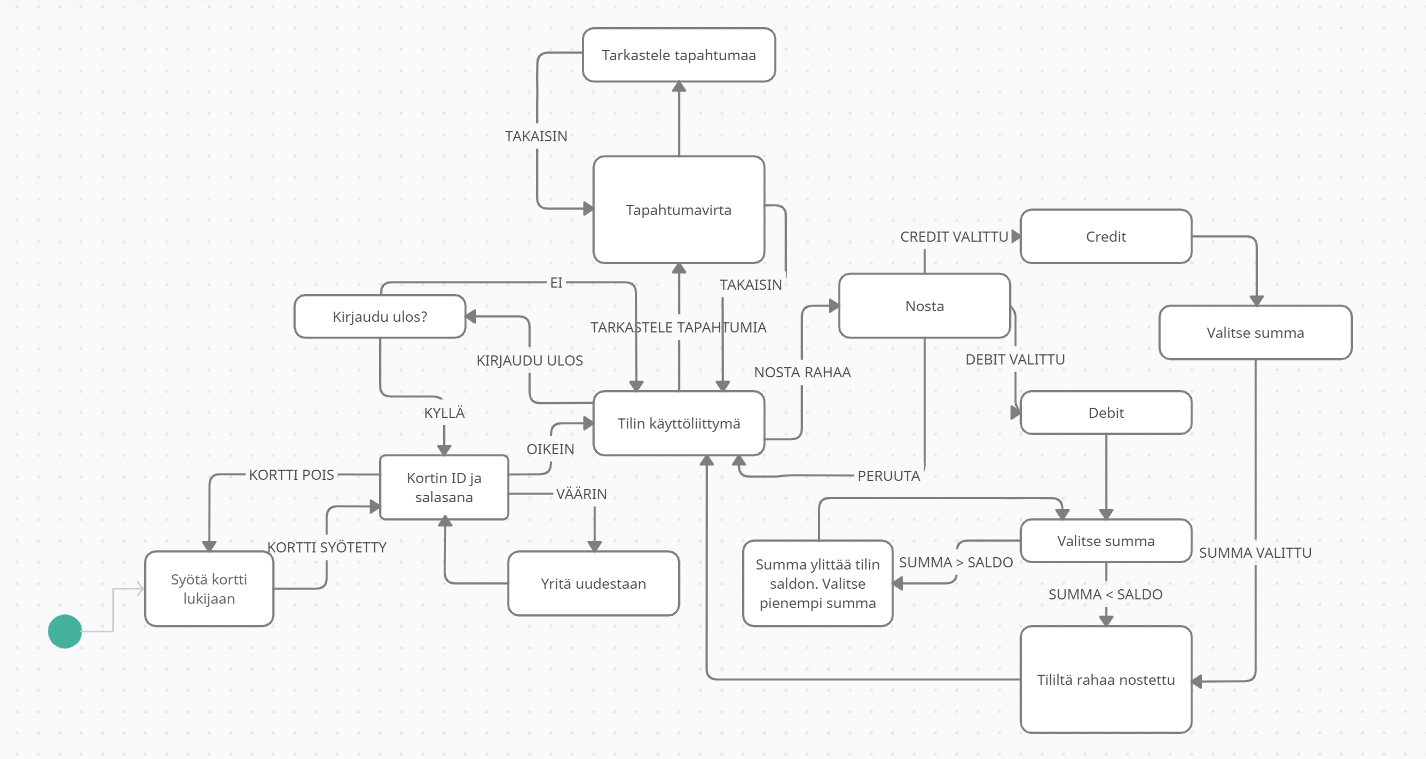 Tarkastele tapahtumaa
TAKAISIN
Tapahtumavirta
CREDIT VALITTU
Credit
EI
TAKAISIN
Kirjaudu ulos?
Nosta
Valitse summa
TARKASTELE TAPAHTUMIA
KIRJAUDU ULOS
DEBIT VALITTU
NOSTA RAHAA
KYLLÄ
Tilin käyttöliittymä
Debit
OIKEIN
KORTTI POIS
Kortin ID ja
salasana
PERUUTA
VÄÄRIN
KORTTI SYÖTETTY
Valitse summa
SUMMA VALITTU
Syötä kortti
lukijaan
Yritä uudestaan
Summa ylittää tilin
saldon. Valitse
pienempi summa
SUMMA > SALDO
SUMMA < SALDO
Tililtä rahaa nostettu